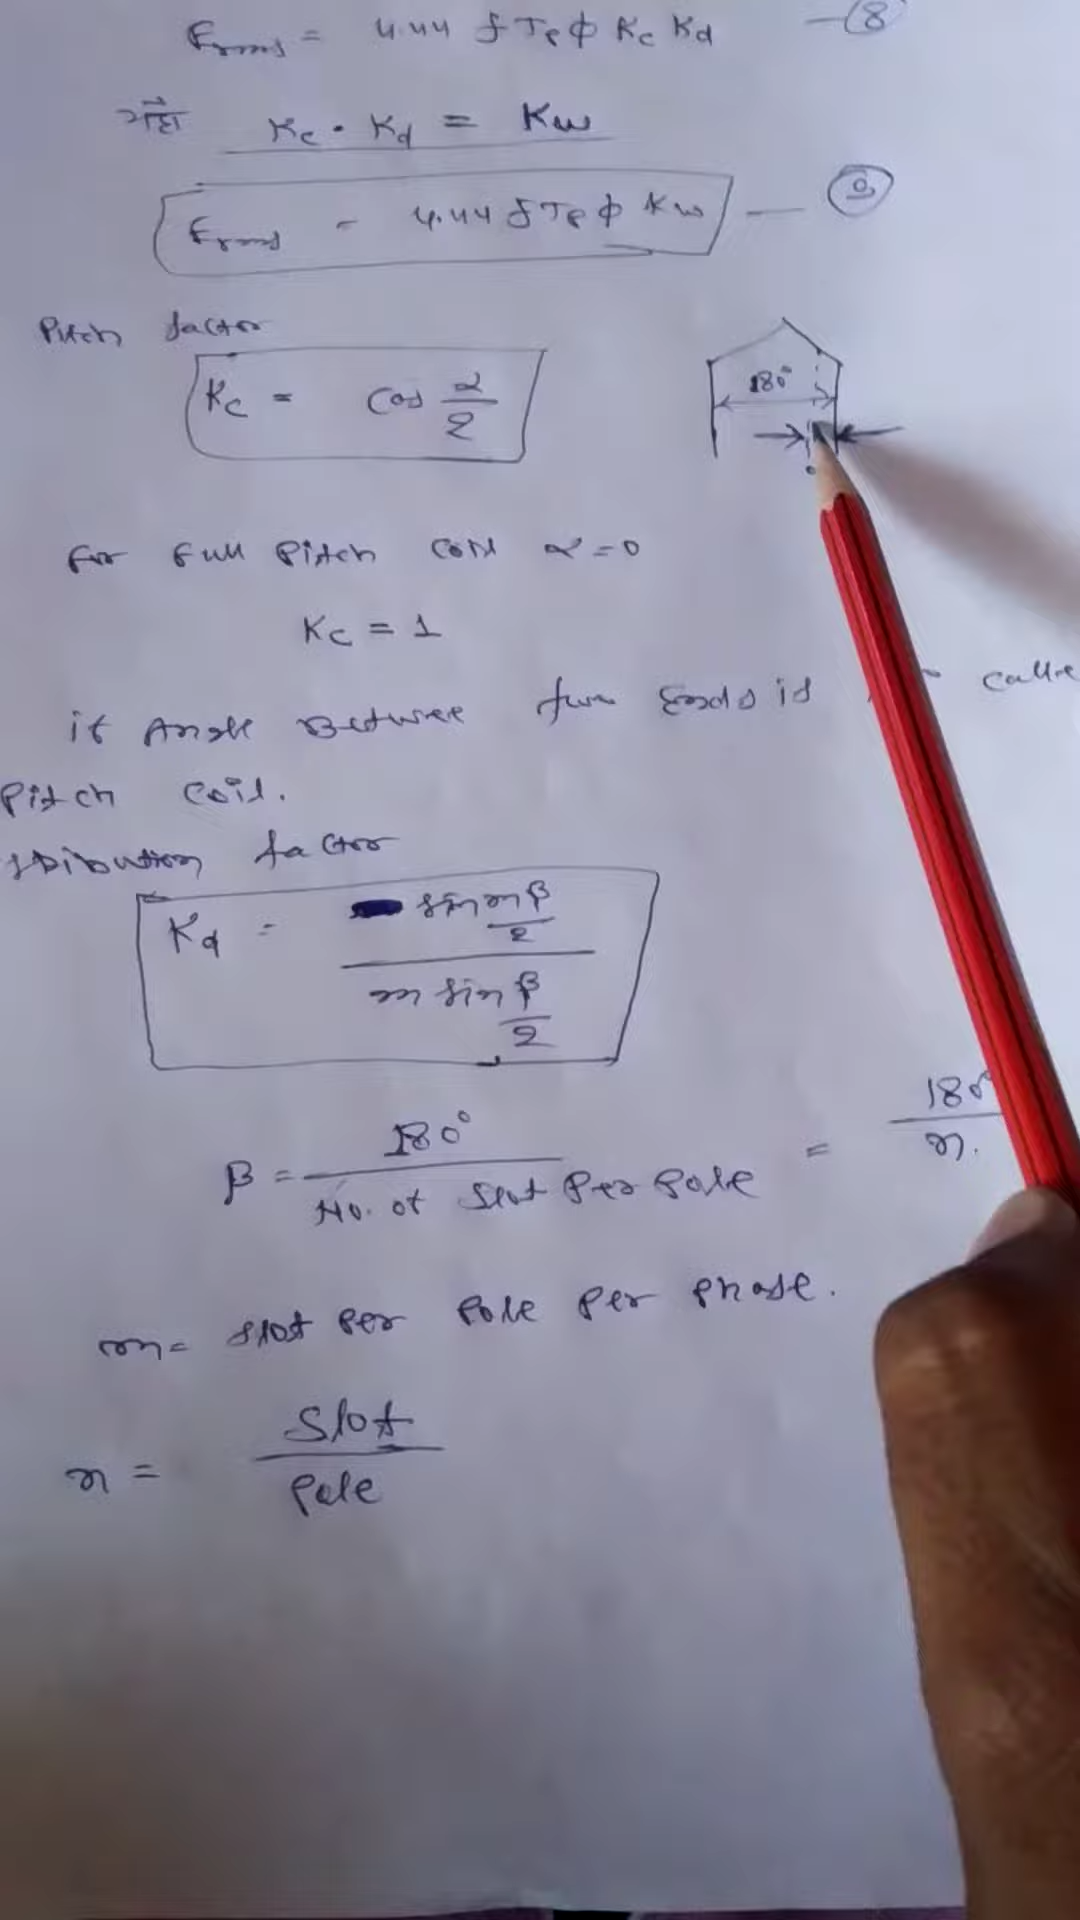 Erms = 4.44 f Tp ϕ Kc Kd —(8
यहाँ Kc . Kd = Kw
Erms = 4.44 f Tp ϕ Kw — (9)
Pitch factor
Kc = Cos α/2
180°
for full Pitch Coil α = 0
Kc = 1
if Angle Between two Ends is calle
Pitch Coil.
stribution factor
Kd = sin mβ/2 / m sin β/2
β = 180° / No. of Slot Per Pole = 180° / n.
m = Slot Per Pole Per Phase.
n = Slot / Pole